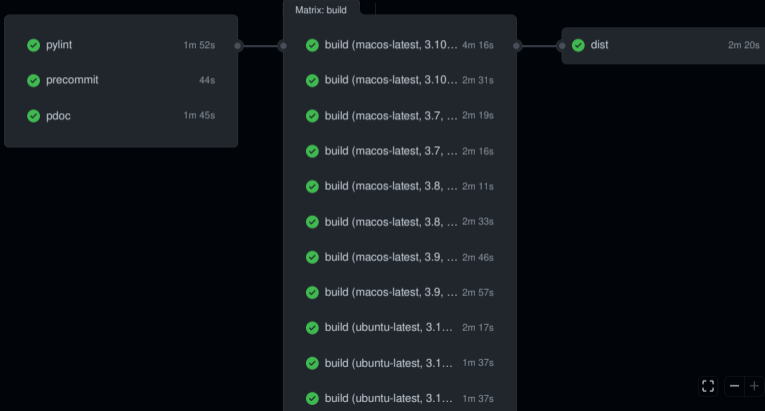 Matrix: build
pylint 1m 52s
precommit 44s
pdoc 1m 45s
build (macos-latest, 3.10... 4m 16s
build (macos-latest, 3.10... 2m 31s
build (macos-latest, 3.7, ... 2m 19s
build (macos-latest, 3.7, ... 2m 16s
build (macos-latest, 3.8, ... 2m 11s
build (macos-latest, 3.8, ... 2m 33s
build (macos-latest, 3.9, ... 2m 46s
build (macos-latest, 3.9, ... 2m 57s
build (ubuntu-latest, 3.1... 2m 17s
build (ubuntu-latest, 3.1... 1m 37s
build (ubuntu-latest, 3.1... 1m 37s
dist 2m 20s